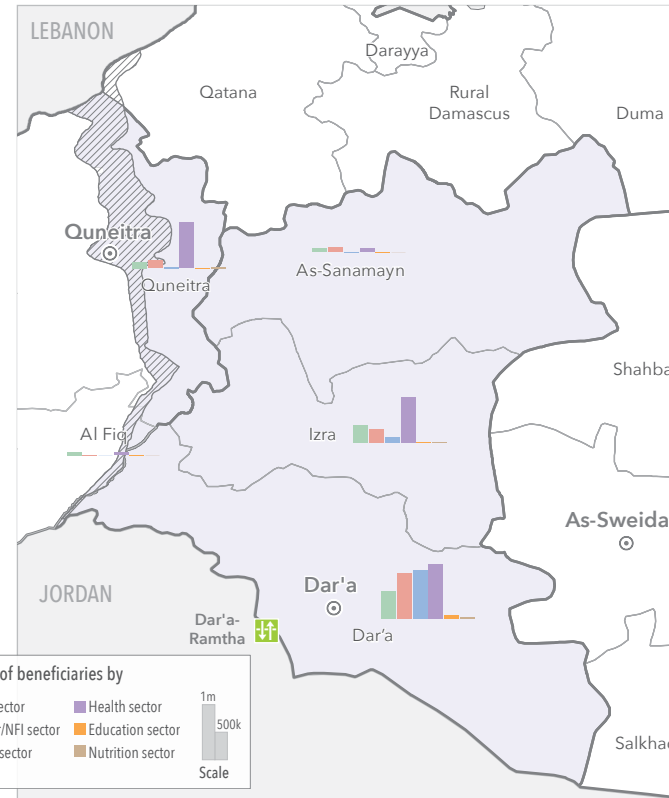 LEBANON
Darayya
Qatana
Rural
Damascus
Duma
Quneitra
Quneitra
As-Sanamayn
Shahba
Al Fiq
Izra
As-Sweida
JORDAN
Dar'a
Dar'a-
Ramtha
Dar'a
of beneficiaries by
ector
Health sector
1m
r/NFI sector
Education sector
500k
sector
Nutrition sector
Scale
Salkha